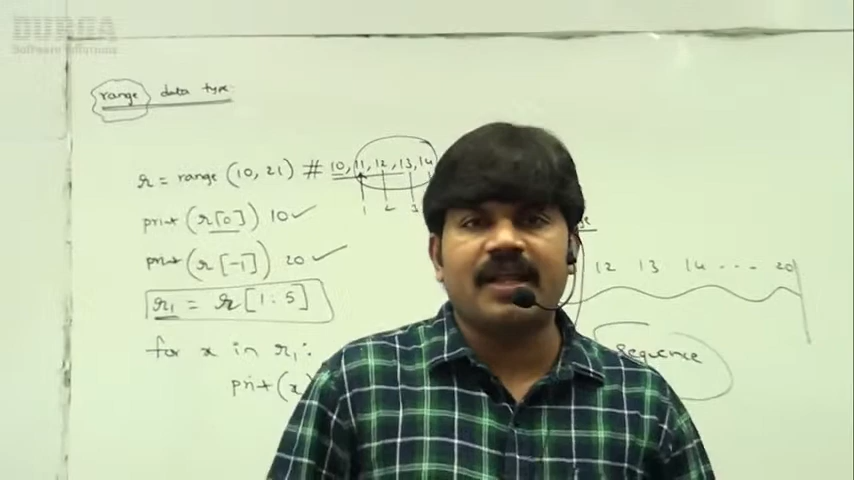 DURGA
Software Solutions
range data type
r = range (10, 21) # 10, 11, 12, 13, 14
1 2 3
print (r[0]) 10 ✓
print (r[-1]) 20 ✓
r1 = r[1:5]
for x in r1:
print (x
12 13 14 - - - 20
sequence